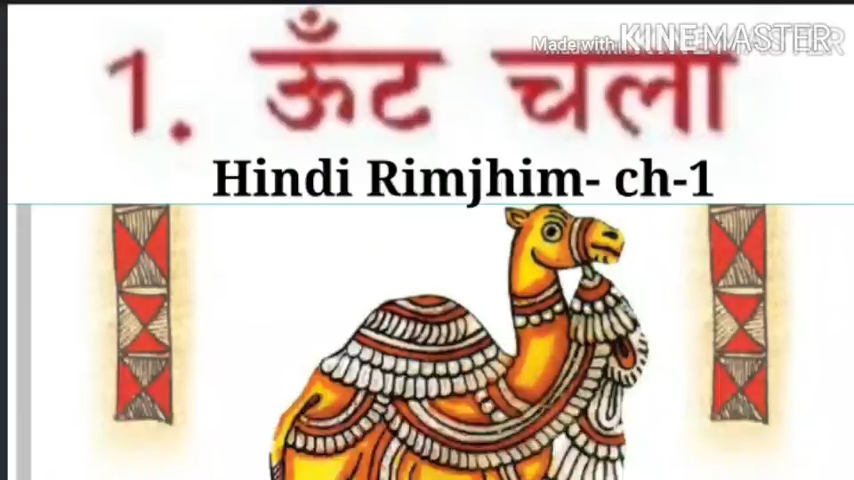 Made with KINEMASTER
1. ऊँट चला
Hindi Rimjhim- ch-1